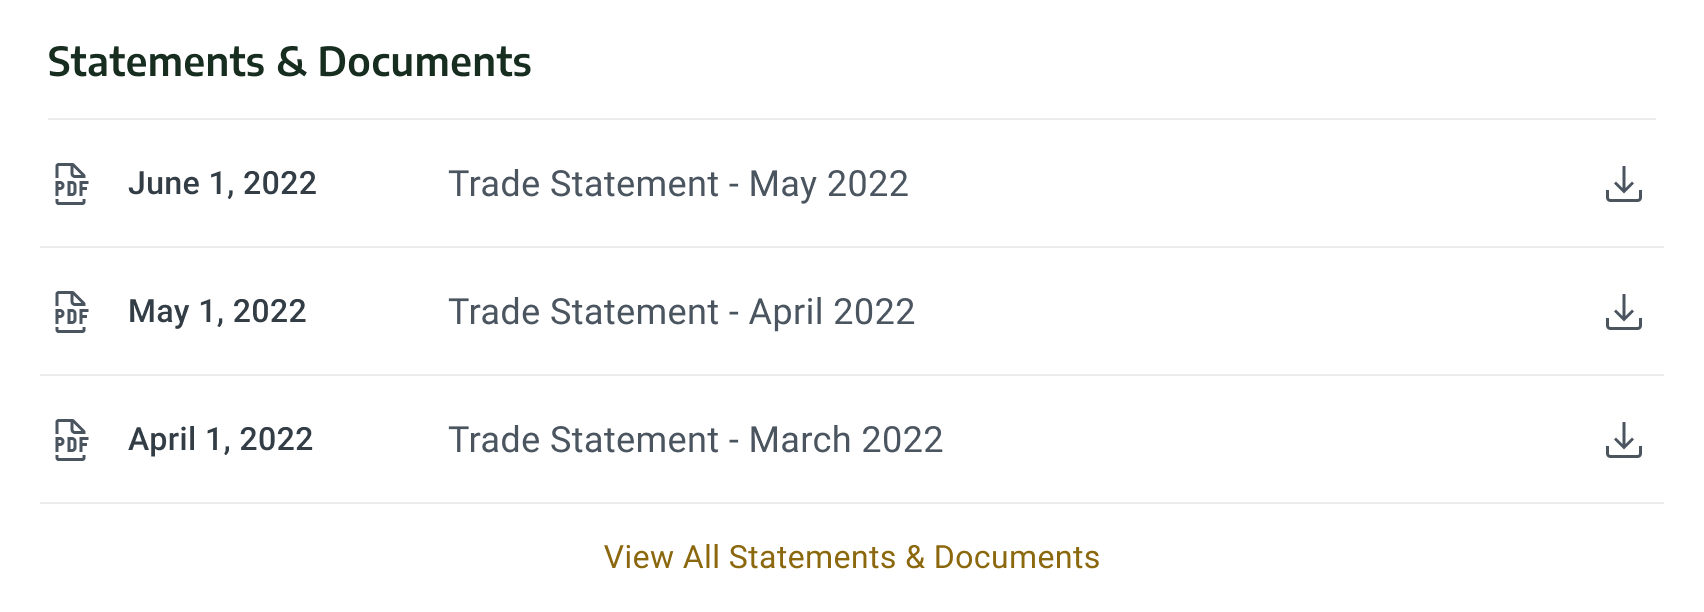 Statements & Documents
PDF June 1, 2022 Trade Statement - May 2022
PDF May 1, 2022 Trade Statement - April 2022
PDF April 1, 2022 Trade Statement - March 2022
View All Statements & Documents